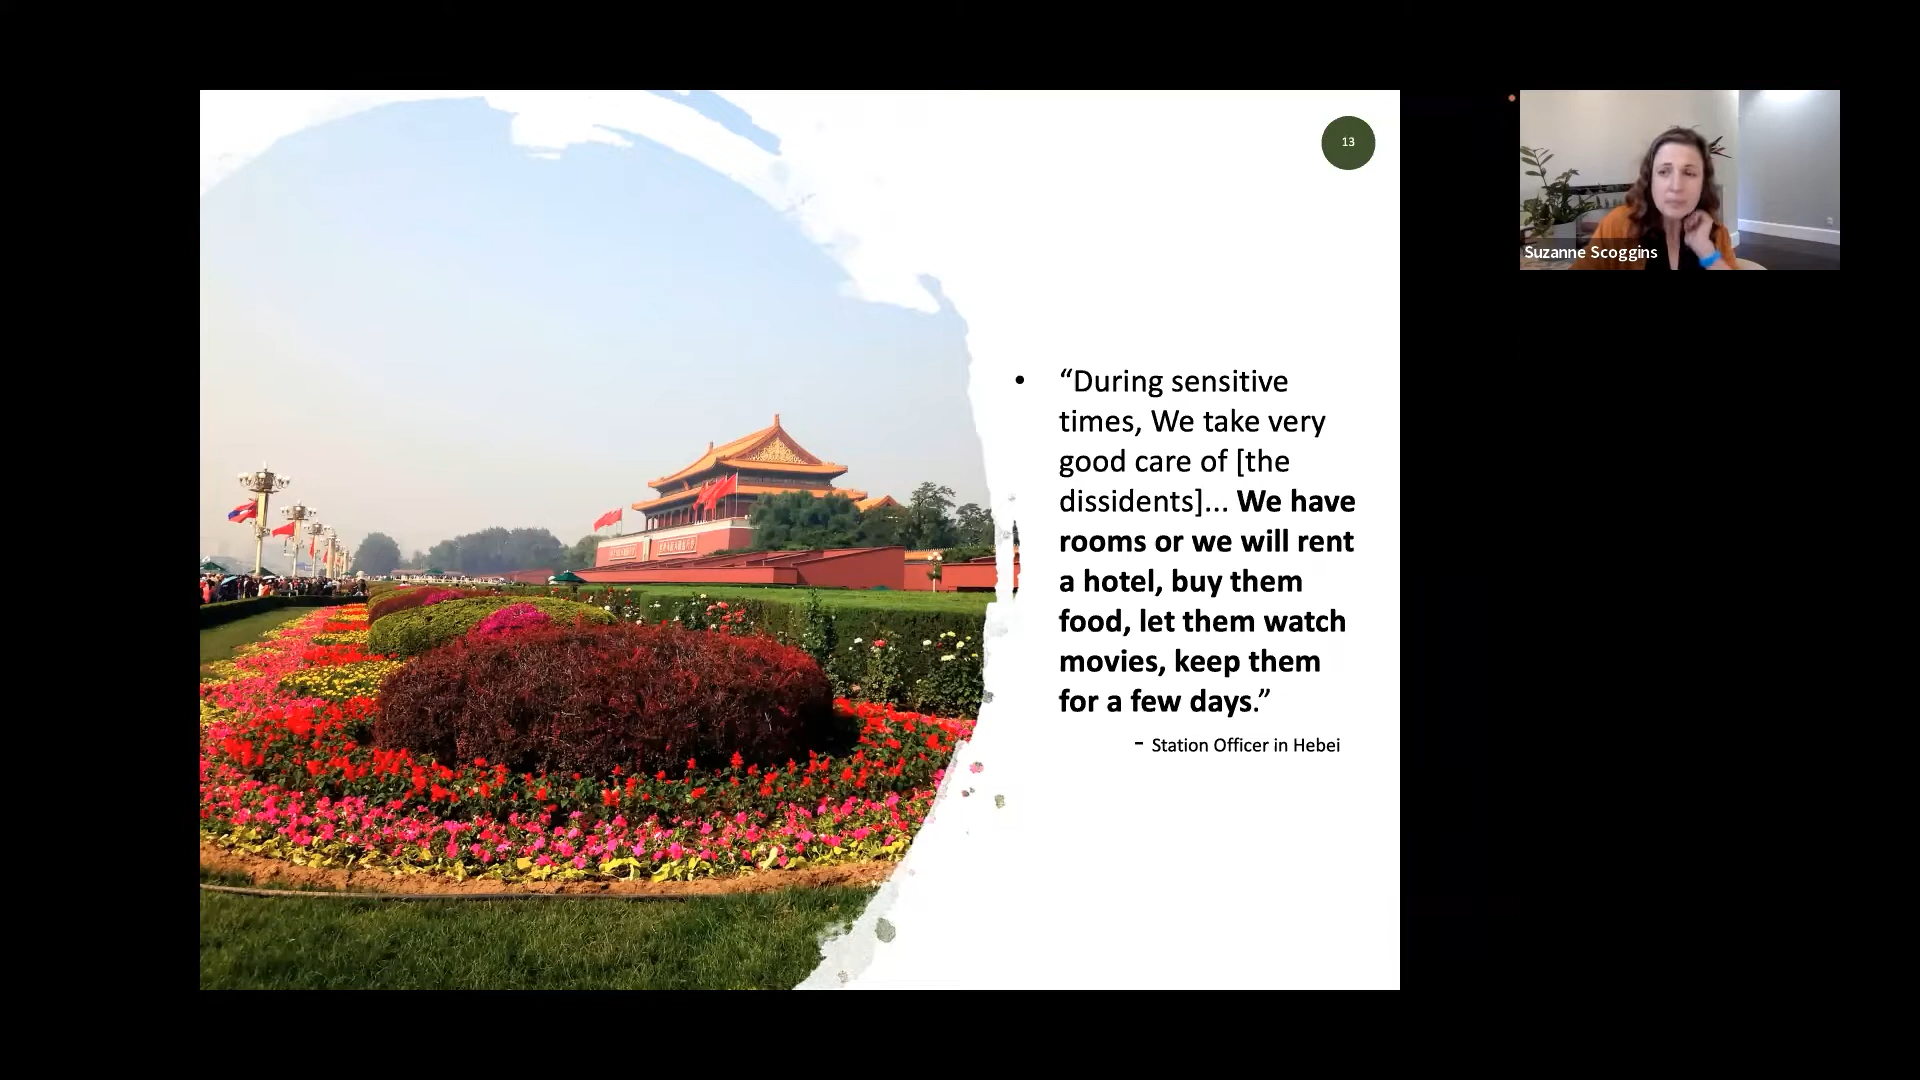 13
• “During sensitive
times, We take very
good care of [the
dissidents]... We have
rooms or we will rent
a hotel, buy them
food, let them watch
movies, keep them
for a few days.”
- Station Officer in Hebei
Suzanne Scoggins